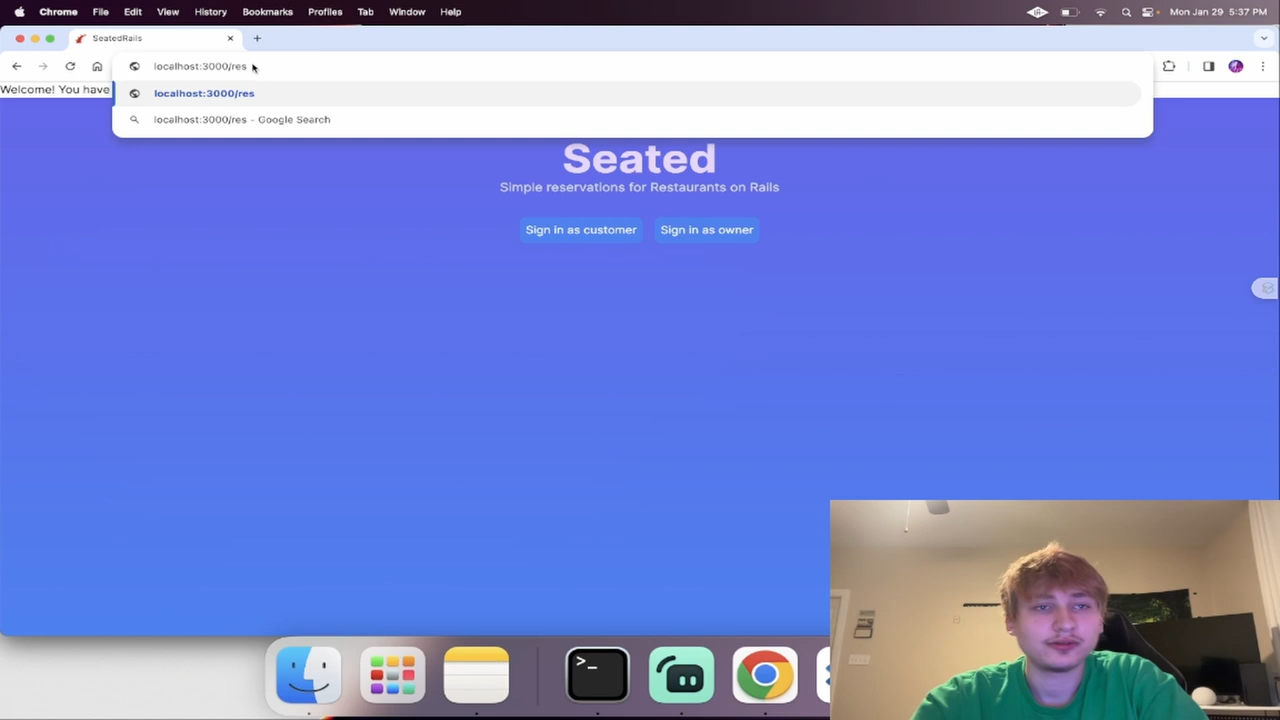 Chrome File Edit View History Bookmarks Profiles Tab Window Help Mon Jan 29 5:37 PM
SeatedRails
localhost:3000/res
Welcome! You have
localhost:3000/res
localhost:3000/res - Google Search
Seated
Simple reservations for Restaurants on Rails
Sign in as customer Sign in as owner
>_